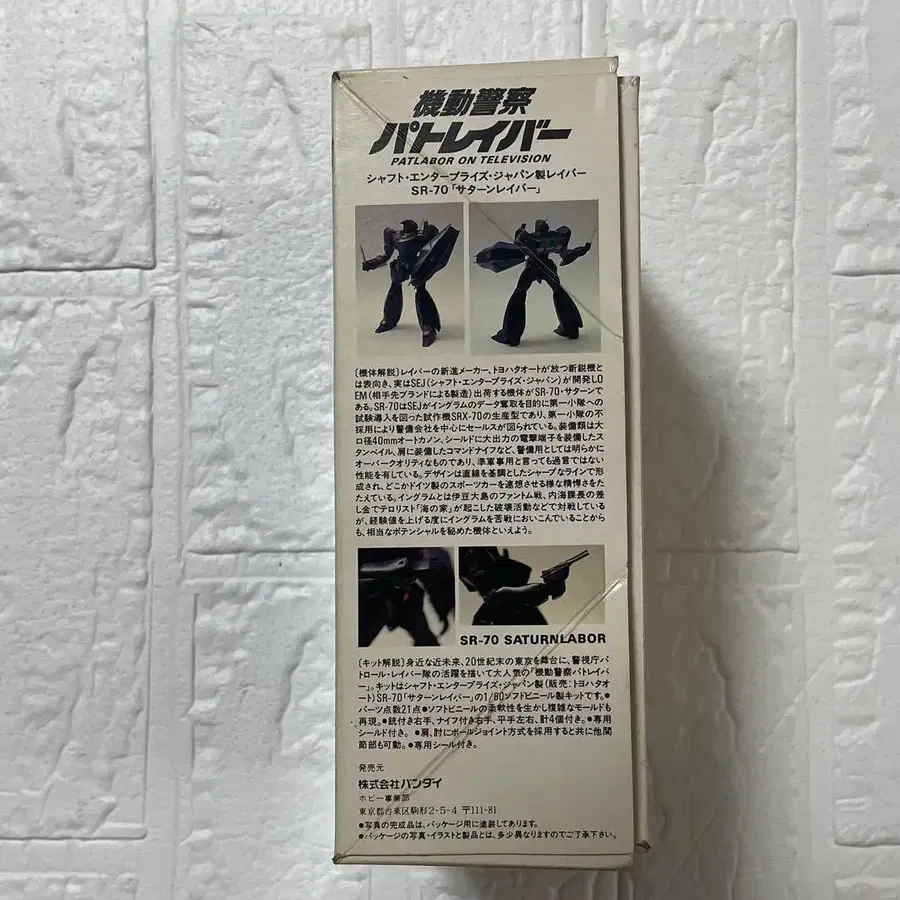 機動警察
パトレイバー
PATLABOR ON TELEVISION
シャフト・エンタープライズ・ジャパン製レイバー
SR-70「サターンレイバー」
〔機体解説〕レイバーの新進メーカー、トヨハタオートが放つ新鋭機と
は表向き、実はSEJ(シャフト・エンタープライズ・ジャパン)が開発しO
EM(相手先ブランドによる製造)出荷する機体がSR-70・サターンで
ある。SR-70はSEJがイングラムのデータ奪取を目的に第一小隊への
試験導入を図った試作機SRX-70の生産型であり、第一小隊の不
採用により警備会社を中心にセールスが図られている。装備類は大
口径40mmオートカノン、シールドに大出力の電撃端子を装備したス
タンベイル、肩に装備したコマンドナイフなど、警備用としては明らかに
オーバークオリティなものであり、準軍事用と言っても過言ではない
性能を有している。デザインは直線を基調としたシャープなラインで形
成され、どこかドイツ製のスポーツカーを連想させる様な精悍さをた
たえている。イングラムとは伊豆大島のファントム戦、内海課長の差
し金でテロリスト「海の家」が起こした破壊活動などで対戦している
が、経験値を上げる度にイングラムを苦戦においこんでいることから
も、相当なポテンシャルを秘めた機体といえよう。
SR-70 SATURNLABOR
〔キット解説〕身近な近未来、20世紀末の東京を舞台に、警視庁パ
トロール・レイバー隊の活躍を描いて大人気の「機動警察パトレイバ
ー」。キットはシャフト・エンタープライズ・ジャパン製(販売:トヨハタオ
ート)SR-70「サターンレイバー」の1/80ソフビニール製キットです。●
パーツ点数21点●ソフトビニールの柔軟性を生かし複雑なモールドも
再現。●銃付き右手、ナイフ付き右手、平手左右、計4個付き。●専用
シールド付き。●肩、肘にボールジョイント方式を採用すると共に他関
節部も可動。●専用シール付き。
発売元
株式会社バンダイ
ホビー事業部
東京都台東区駒形2-5-4 〒111-81
●写真の完成品は、パッケージ用に塗装してあります。
●パッケージの写真・イラストと製品とは、多少異なりますのでご了承下さい。